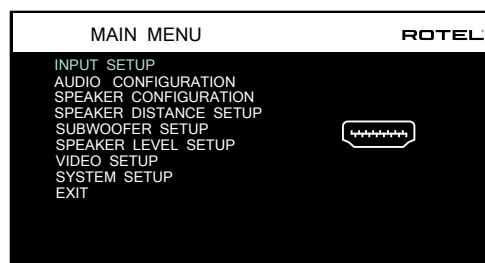 MAIN MENU
ROTEL
INPUT SETUP
AUDIO CONFIGURATION
SPEAKER CONFIGURATION
SPEAKER DISTANCE SETUP
SUBWOOFER SETUP
SPEAKER LEVEL SETUP
VIDEO SETUP
SYSTEM SETUP
EXIT